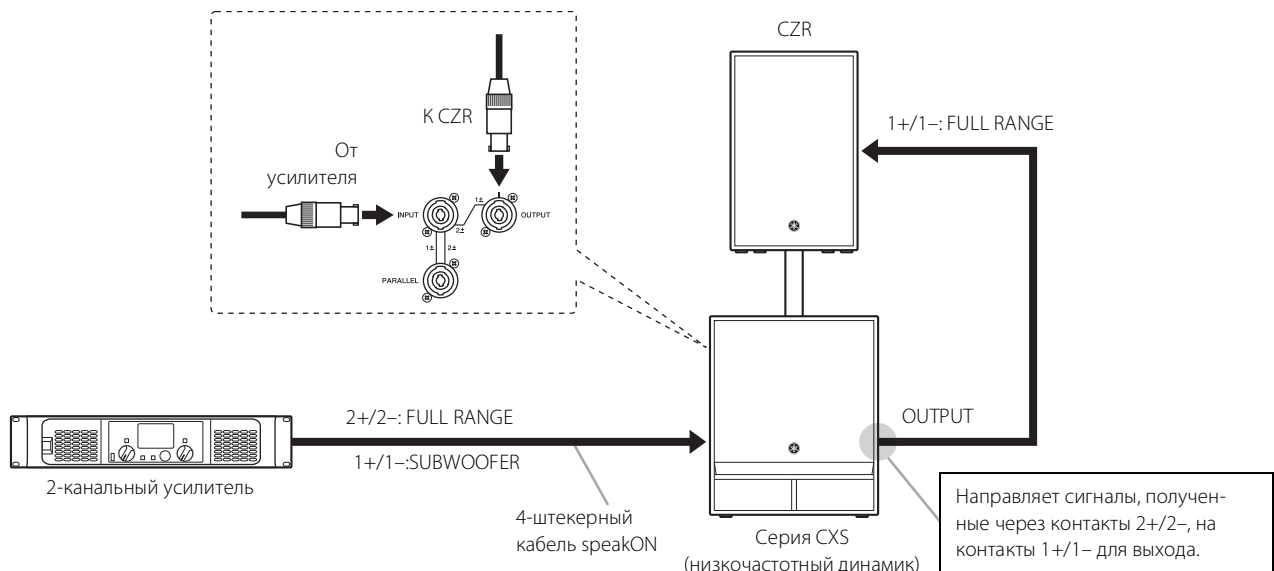 CZR
К CZR
От
усилителя
INPUT
1±
2±
OUTPUT
1± 2±
PARALLEL
1+/1–: FULL RANGE
2+/2–: FULL RANGE
1+/1–:SUBWOOFER
OUTPUT
2-канальный усилитель
4-штекерный
кабель speakON
Серия CXS
(низкочастотный динамик)
Направляет сигналы, получен-
ные через контакты 2+/2–, на
контакты 1+/1– для выхода.